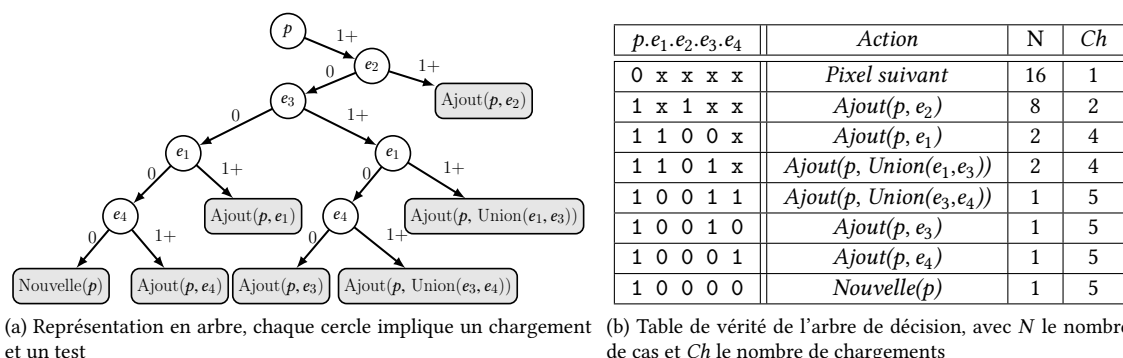 p
1+
e2
0
1+
e3
Ajout(p, e2)
0
1+
e1
e1
0
1+
0
1+
e4
Ajout(p, e1)
e4
Ajout(p, Union(e1, e3))
0
1+
0
1+
Nouvelle(p)
Ajout(p, e4)
Ajout(p, e3)
Ajout(p, Union(e3, e4))
(a) Représentation en arbre, chaque cercle implique un chargement
et un test
p.e1.e2.e3.e4 Action N Ch
0 x x x x Pixel suivant 16 1
1 x 1 x x Ajout(p, e2) 8 2
1 1 0 0 x Ajout(p, e1) 2 4
1 1 0 1 x Ajout(p, Union(e1,e3)) 2 4
1 0 0 1 1 Ajout(p, Union(e3,e4)) 1 5
1 0 0 1 0 Ajout(p, e3) 1 5
1 0 0 0 1 Ajout(p, e4) 1 5
1 0 0 0 0 Nouvelle(p) 1 5
(b) Table de vérité de l'arbre de décision, avec N le nombre
de cas et Ch le nombre de chargements